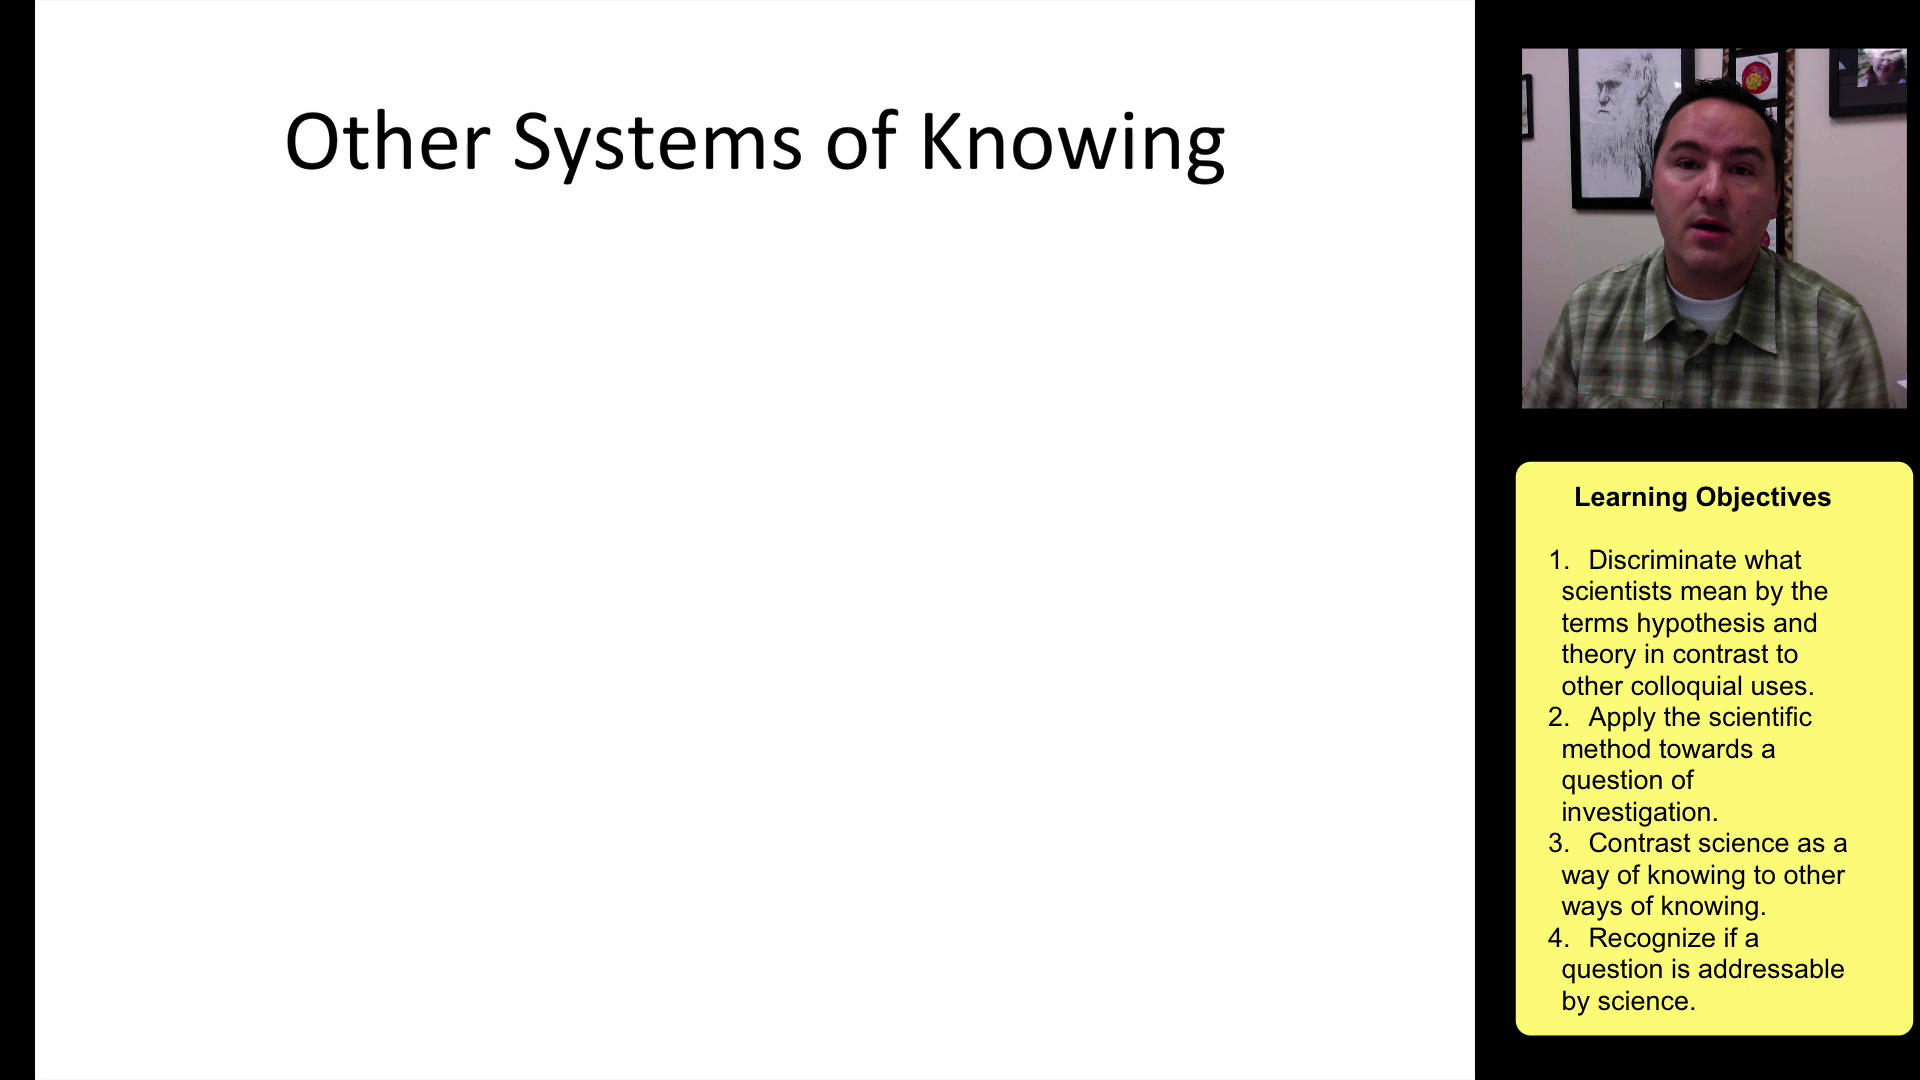 Other Systems of Knowing
Learning Objectives
1. Discriminate what
scientists mean by the
terms hypothesis and
theory in contrast to
other colloquial uses.
2. Apply the scientific
method towards a
question of
investigation.
3. Contrast science as a
way of knowing to other
ways of knowing.
4. Recognize if a
question is addressable
by science.